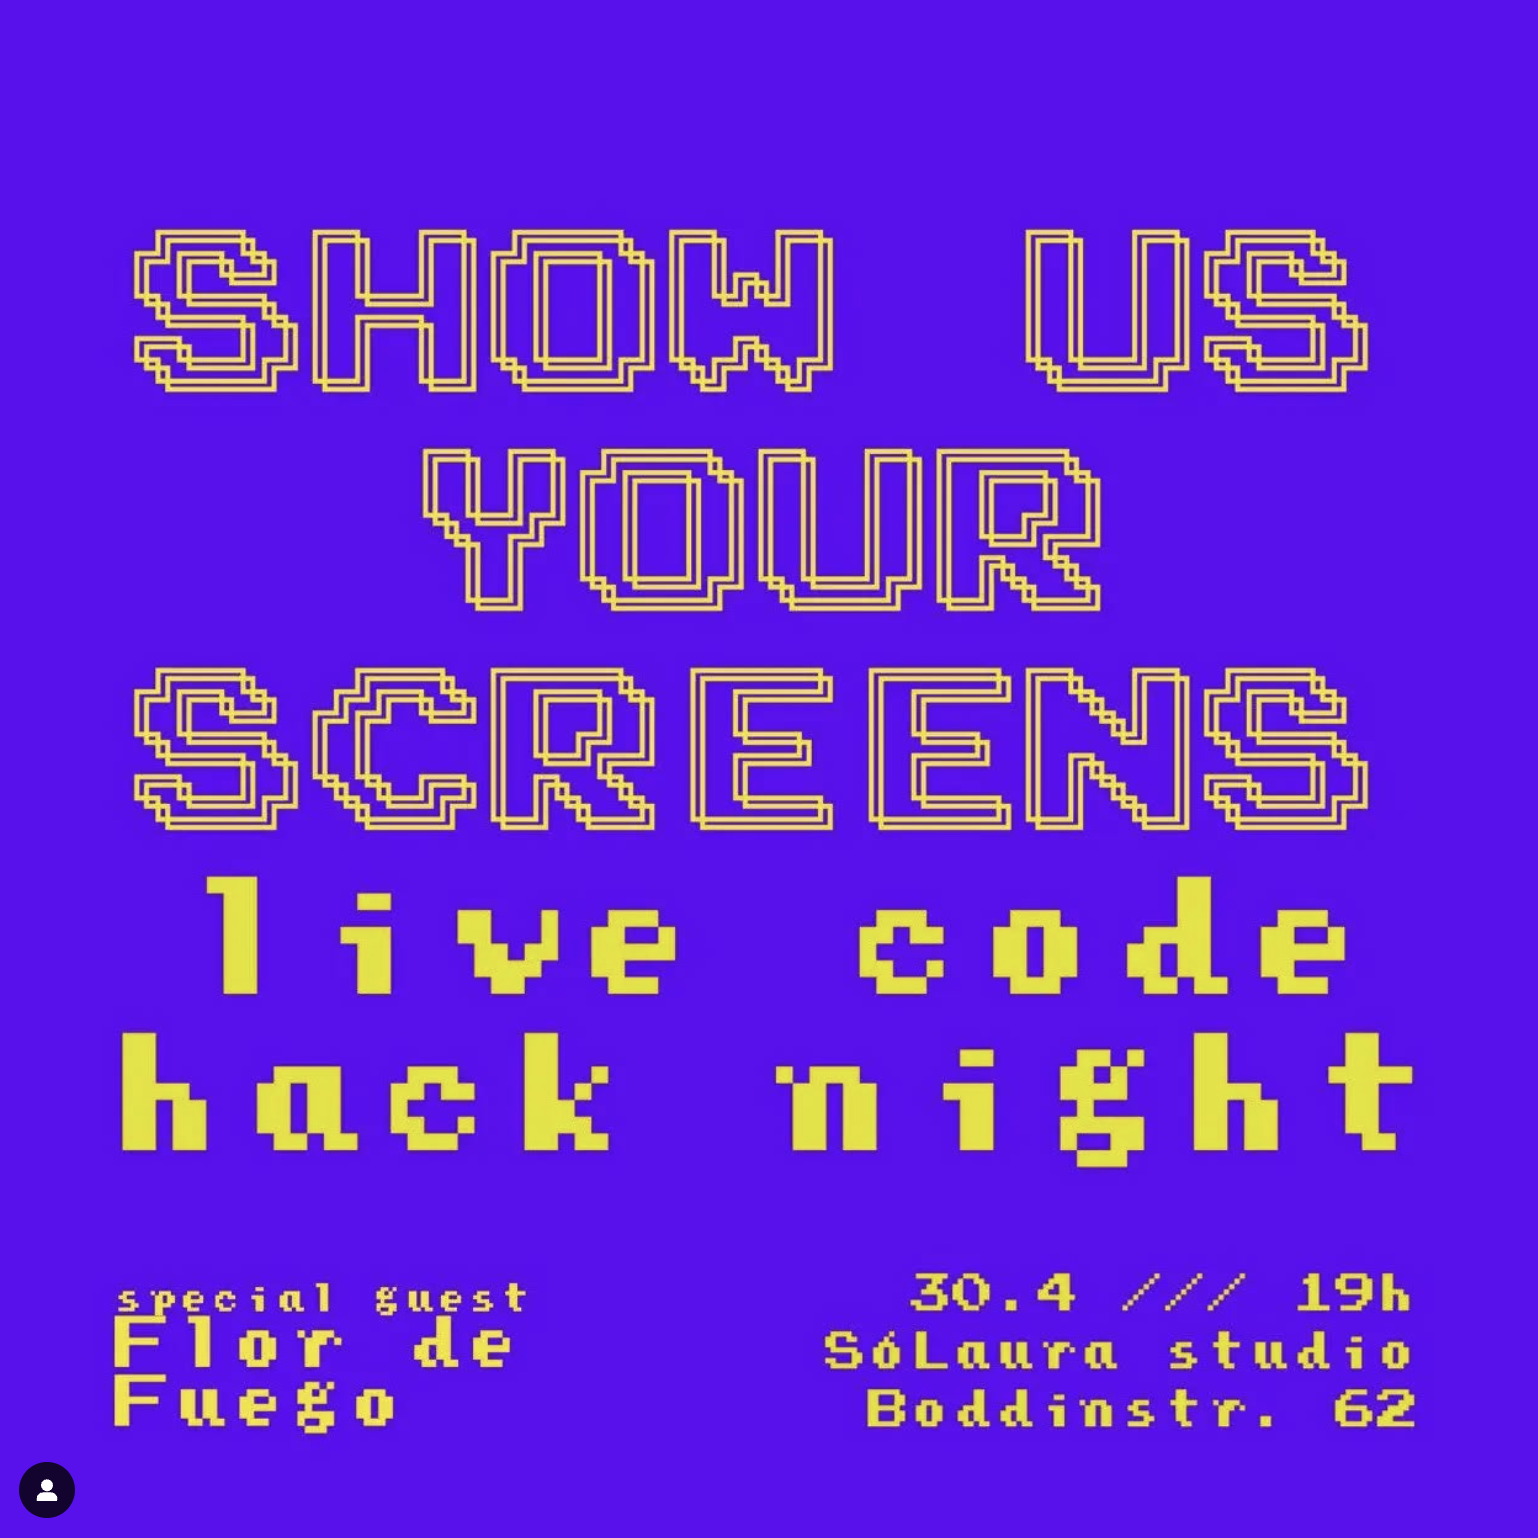 SHOW US
YOUR
SCREENS
live code
hack night
special guest
Flor de
Fuego
30.4 /// 19h
SóLaura studio
Boddinstr. 62